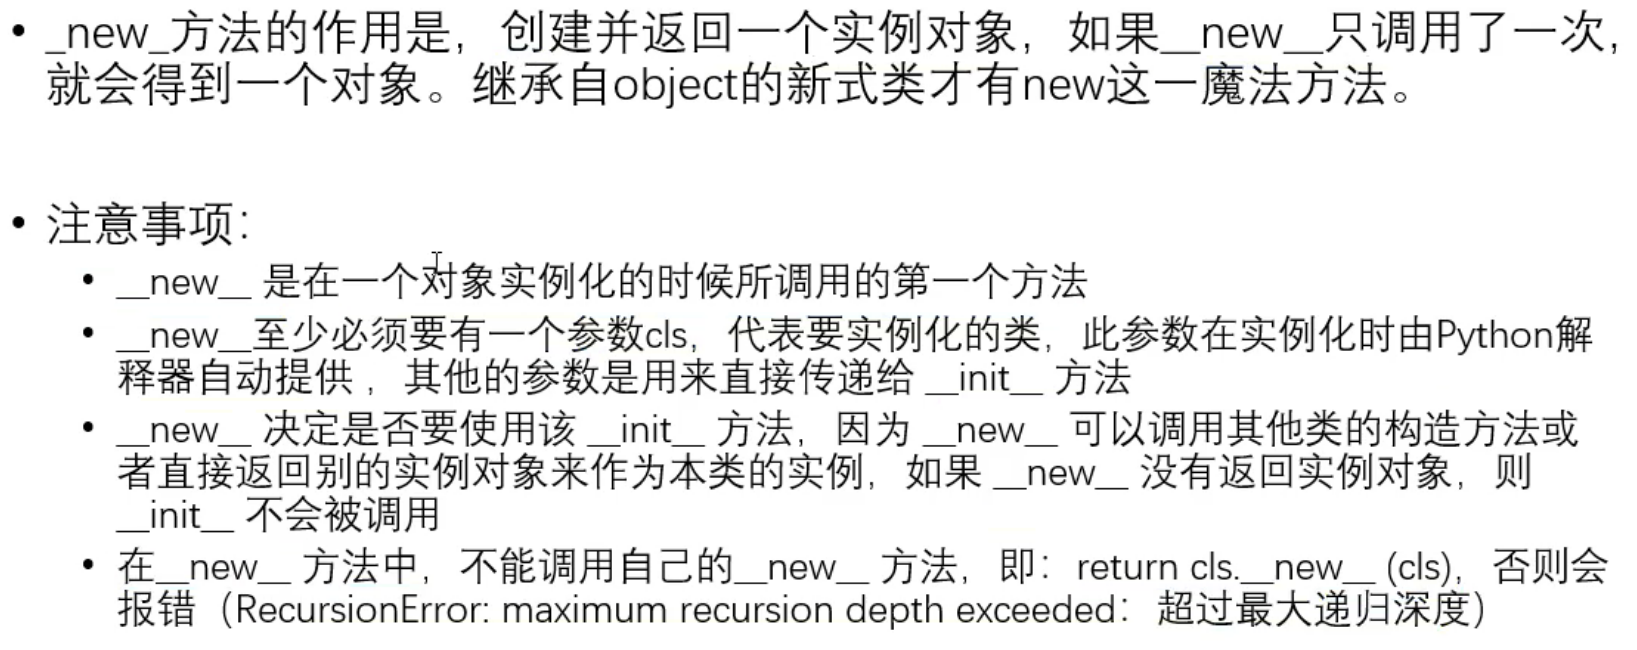 • _new_方法的作用是，创建并返回一个实例对象，如果__new__只调用了一次，
就会得到一个对象。继承自object的新式类才有new这一魔法方法。
• 注意事项：
• __new__ 是在一个对象实例化的时候所调用的第一个方法
• __new__至少必须要有一个参数cls，代表要实例化的类，此参数在实例化时由Python解
释器自动提供 ，其他的参数是用来直接传递给 __init__ 方法
• __new__ 决定是否要使用该 __init__ 方法，因为 __new__ 可以调用其他类的构造方法或
者直接返回别的实例对象来作为本类的实例，如果 __new__ 没有返回实例对象，则
__init__ 不会被调用
• 在__new__ 方法中，不能调用自己的__new__ 方法，即：return cls.__new__ (cls)，否则会
报错（RecursionError: maximum recursion depth exceeded：超过最大递归深度）